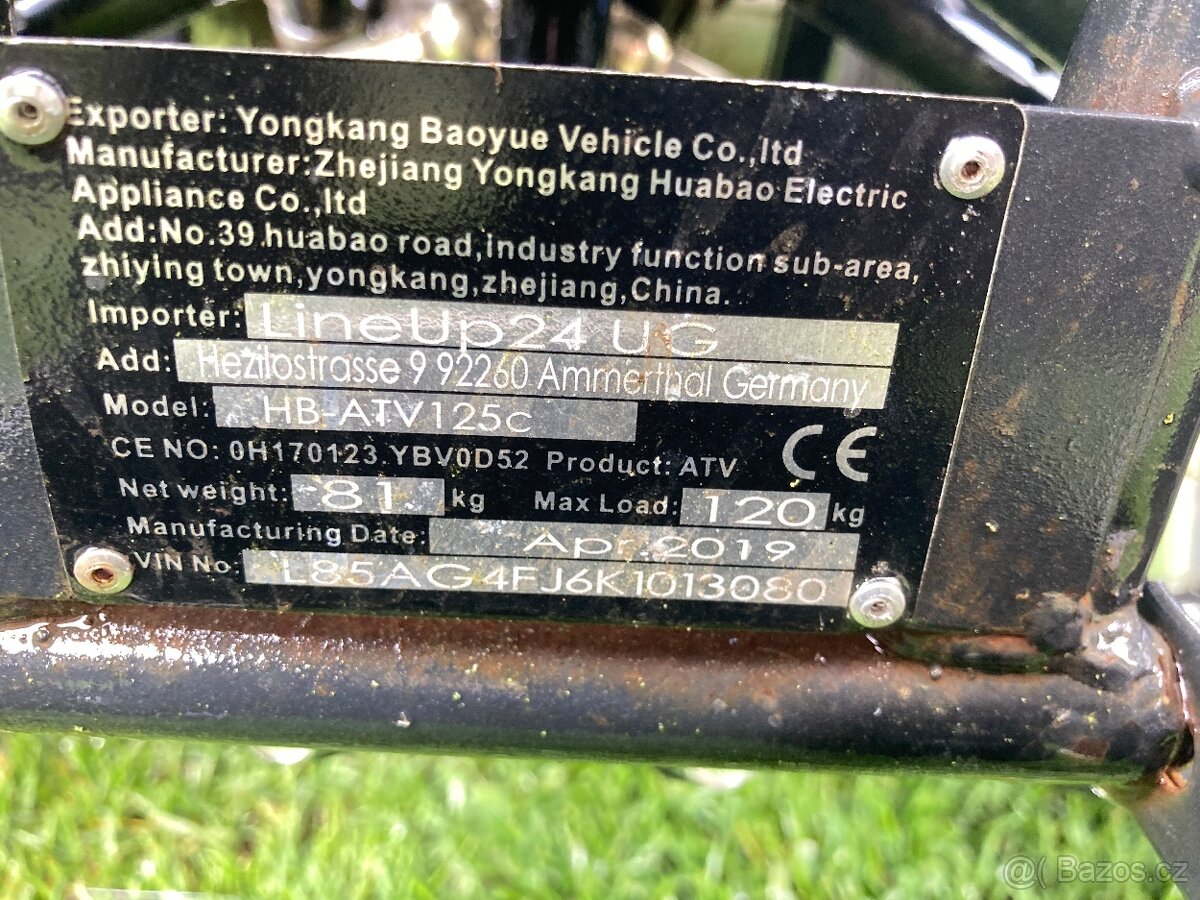 Exporter: Yongkang Baoyue Vehicle Co.,ltd
Manufacturer:Zhejiang Yongkang Huabao Electric
Appliance Co.,ltd
Add:No.39.huabao road,industry function sub-area,
zhiying town,yongkang,zhejiang,China.
Importer: LineUp24 UG
Add: Hezilostrasse 9 92260 Ammerthal Germany
Model: HB-ATV125c
CE NO: 0H170123.YBV0D52 Product: ATV CE
Net weight: 81 kg Max Load: 120 kg
Manufacturing Date: Apr.2019
VIN No: L85AG4FJ6K1013080
Bazos.cz